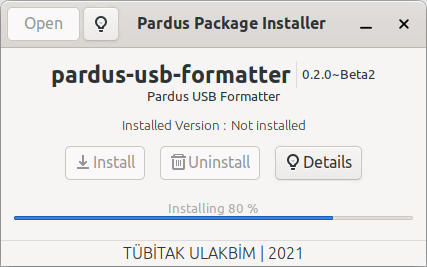 Open Pardus Package Installer
pardus-usb-formatter 0.2.0~Beta2
Pardus USB Formatter
Installed Version : Not installed
Install Uninstall Details
Installing 80 %
TÜBİTAK ULAKBİM | 2021